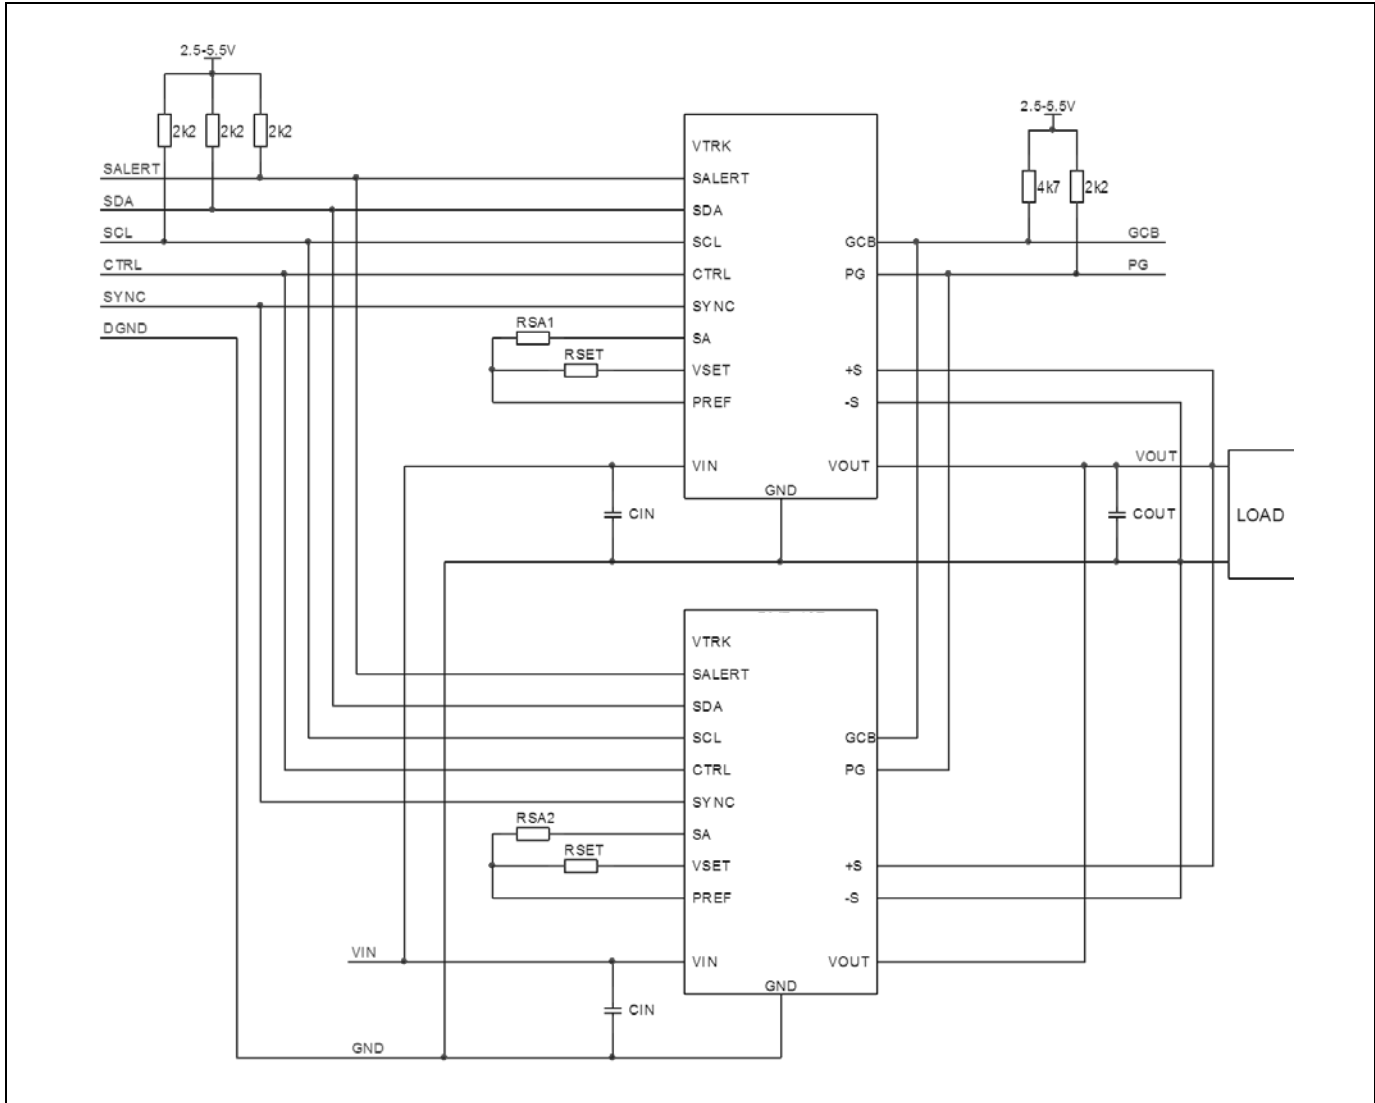 2.5-5.5V
2k2 2k2 2k2
2.5-5.5V
4k7 2k2
SALERT
SDA
SCL
CTRL
SYNC
DGND
VTRK
SALERT
SDA
SCL
CTRL
SYNC
SA
VSET
PREF
VIN
GND
GCB
PG
+S
-S
VOUT
GCB
PG
RSA1
RSET
CIN
VOUT
COUT
LOAD
VTRK
SALERT
SDA
SCL
CTRL
SYNC
SA
VSET
PREF
VIN
GND
GCB
PG
+S
-S
VOUT
RSA2
RSET
VIN
CIN
GND